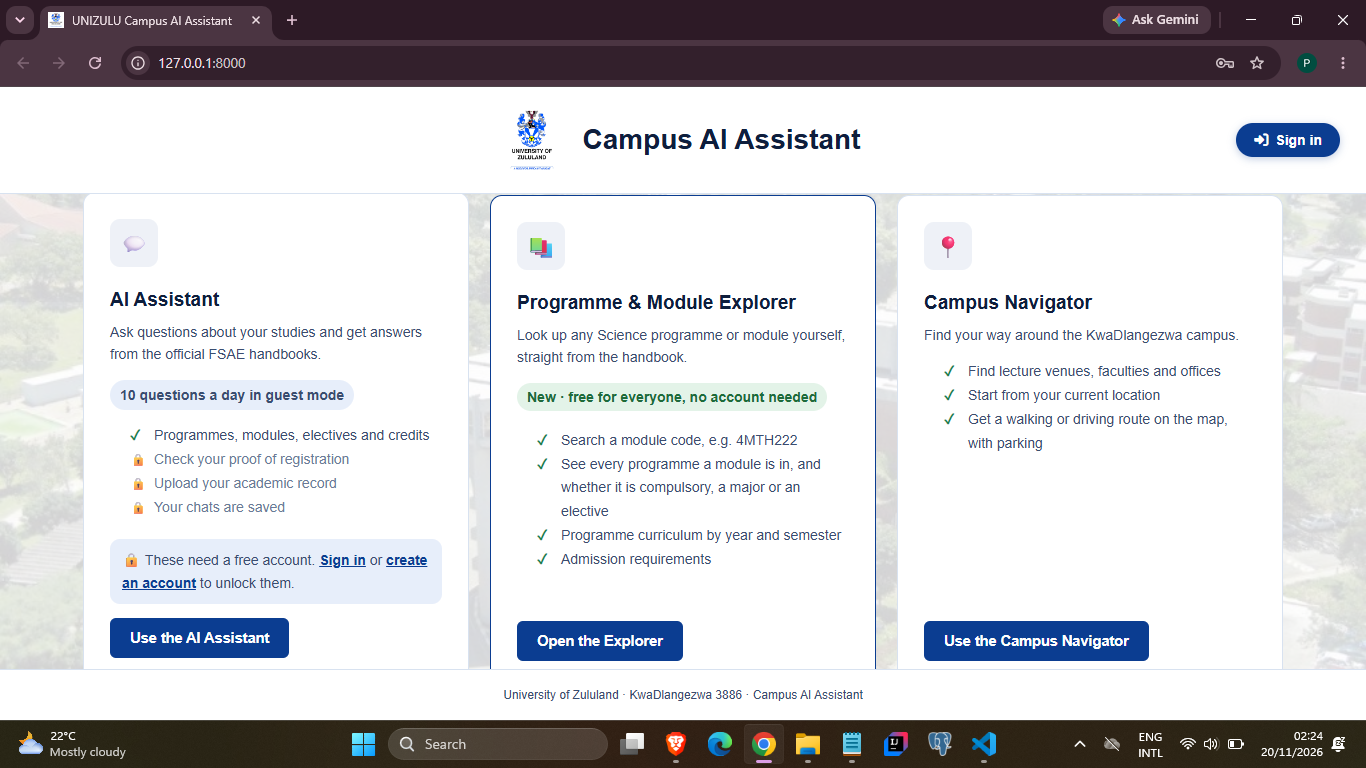 UNIZULU Campus AI Assistant
Ask Gemini
127.0.0.1:8000
P
UNIVERSITY OF
ZULULAND
Campus AI Assistant
Sign in
AI Assistant
Ask questions about your studies and get answers
from the official FSAE handbooks.
10 questions a day in guest mode
✓ Programmes, modules, electives and credits
Check your proof of registration
Upload your academic record
Your chats are saved
These need a free account. Sign in or create
an account to unlock them.
Use the AI Assistant
Programme & Module Explorer
Look up any Science programme or module yourself,
straight from the handbook.
New · free for everyone, no account needed
✓ Search a module code, e.g. 4MTH222
✓ See every programme a module is in, and
whether it is compulsory, a major or an
elective
✓ Programme curriculum by year and semester
✓ Admission requirements
Open the Explorer
Campus Navigator
Find your way around the KwaDlangezwa campus.
✓ Find lecture venues, faculties and offices
✓ Start from your current location
✓ Get a walking or driving route on the map,
with parking
Use the Campus Navigator
University of Zululand · KwaDlangezwa 3886 · Campus AI Assistant
22°C
Mostly cloudy
Search
ENG
INTL
02:24
20/11/2026